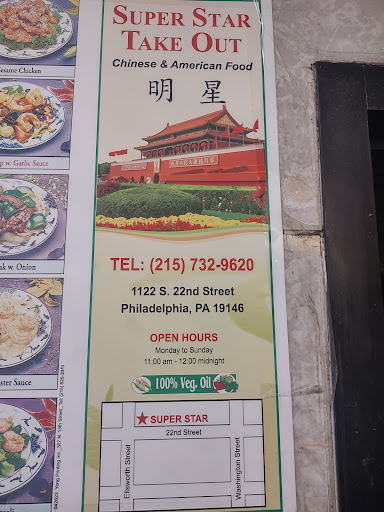 SUPER STAR
TAKE OUT
Chinese & American Food
明星
TEL: (215) 732-9620
1122 S. 22nd Street
Philadelphia, PA 19146
OPEN HOURS
Monday to Sunday
11:00 am - 12:00 midnight
100% Veg. Oil
★ SUPER STAR
22nd Street
Ellsworth Street
Washington Street
esame Chicken
p w. Garlic Sauce
ak w. Onion
ster Sauce